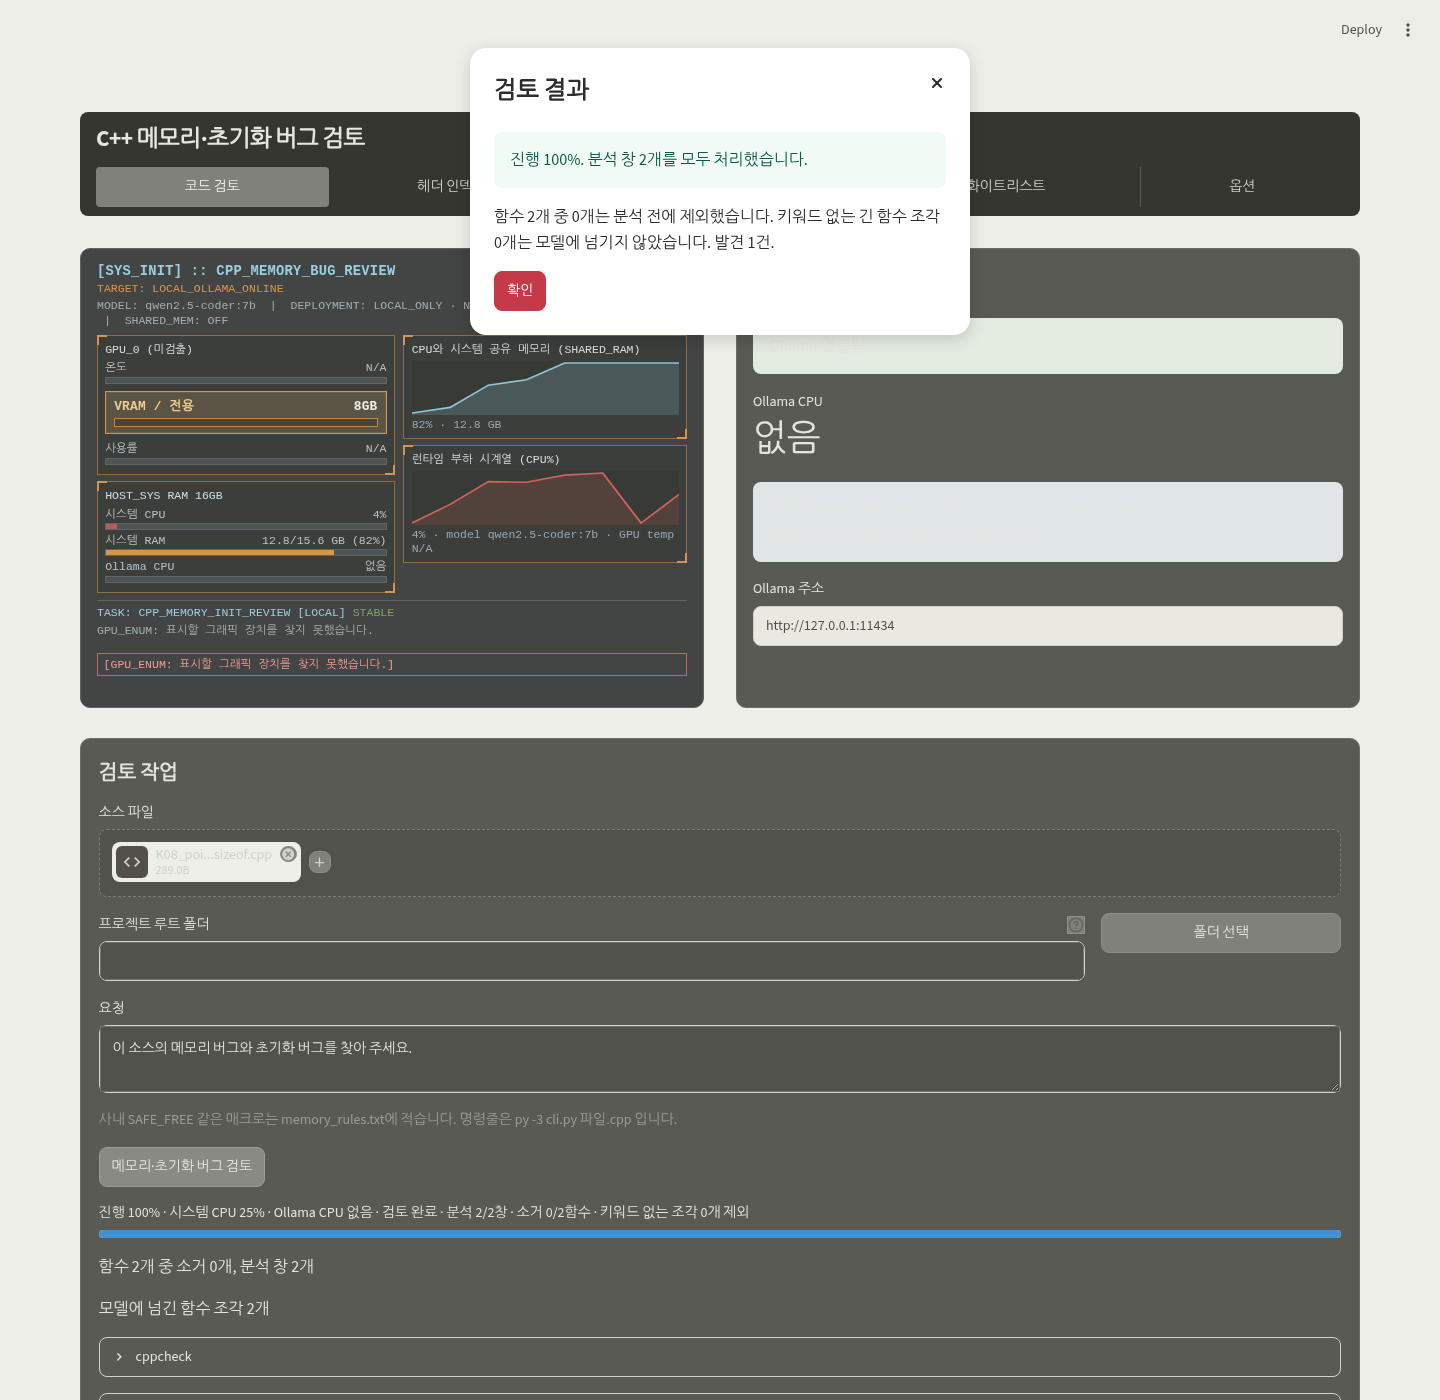 Deploy
검토 결과
진행 100%. 분석 창 2개를 모두 처리했습니다.
함수 2개 중 0개는 분석 전에 제외했습니다. 키워드 없는 긴 함수 조각
0개는 모델에 넘기지 않았습니다. 발견 1건.
확인
C++ 메모리·초기화 버그 검토
코드 검토
헤더 인덱
화이트리스트
옵션
[SYS_INIT] :: CPP_MEMORY_BUG_REVIEW
TARGET: LOCAL_OLLAMA_ONLINE
MODEL: qwen2.5-coder:7b | DEPLOYMENT: LOCAL_ONLY · N
| SHARED_MEM: OFF
GPU_0 (미검출)
온도 N/A
VRAM / 전용 8GB
사용률 N/A
HOST_SYS RAM 16GB
시스템 CPU 4%
시스템 RAM 12.8/15.6 GB (82%)
Ollama CPU 없음
CPU와 시스템 공유 메모리 (SHARED_RAM)
82% · 12.8 GB
런타임 부하 시계열 (CPU%)
4% · model qwen2.5-coder:7b · GPU temp
N/A
TASK: CPP_MEMORY_INIT_REVIEW [LOCAL] STABLE
GPU_ENUM: 표시할 그래픽 장치를 찾지 못했습니다.
[GPU_ENUM: 표시할 그래픽 장치를 찾지 못했습니다.]
Ollama CPU
없음
Ollama 주소
http://127.0.0.1:11434
검토 작업
소스 파일
K08_poi...sizeof.cpp
289.0B
프로젝트 루트 폴더
폴더 선택
요청
이 소스의 메모리 버그와 초기화 버그를 찾아 주세요.
사내 SAFE_FREE 같은 매크로는 memory_rules.txt에 적습니다. 명령줄은 py -3 cli.py 파일.cpp 입니다.
메모리·초기화 버그 검토
진행 100% · 시스템 CPU 25% · Ollama CPU 없음 · 검토 완료 · 분석 2/2창 · 소거 0/2함수 · 키워드 없는 조각 0개 제외
함수 2개 중 소거 0개, 분석 창 2개
모델에 넘긴 함수 조각 2개
cppcheck